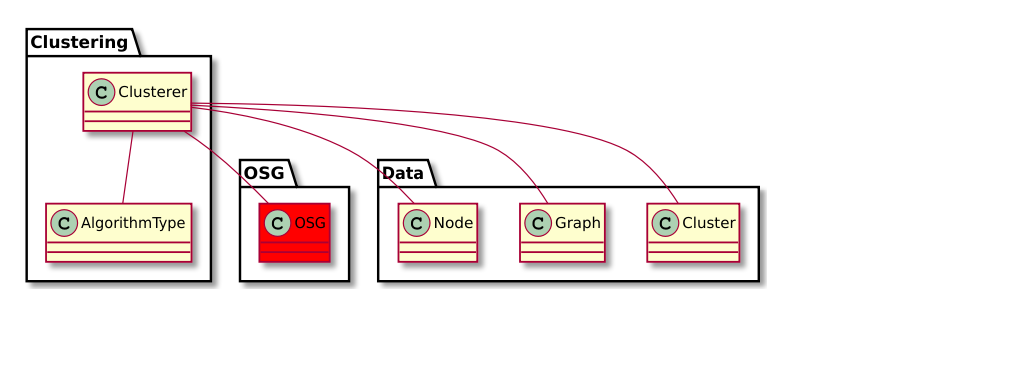 Clustering
C Clusterer
C AlgorithmType
OSG
C OSG
Data
C Node
C Graph
C Cluster